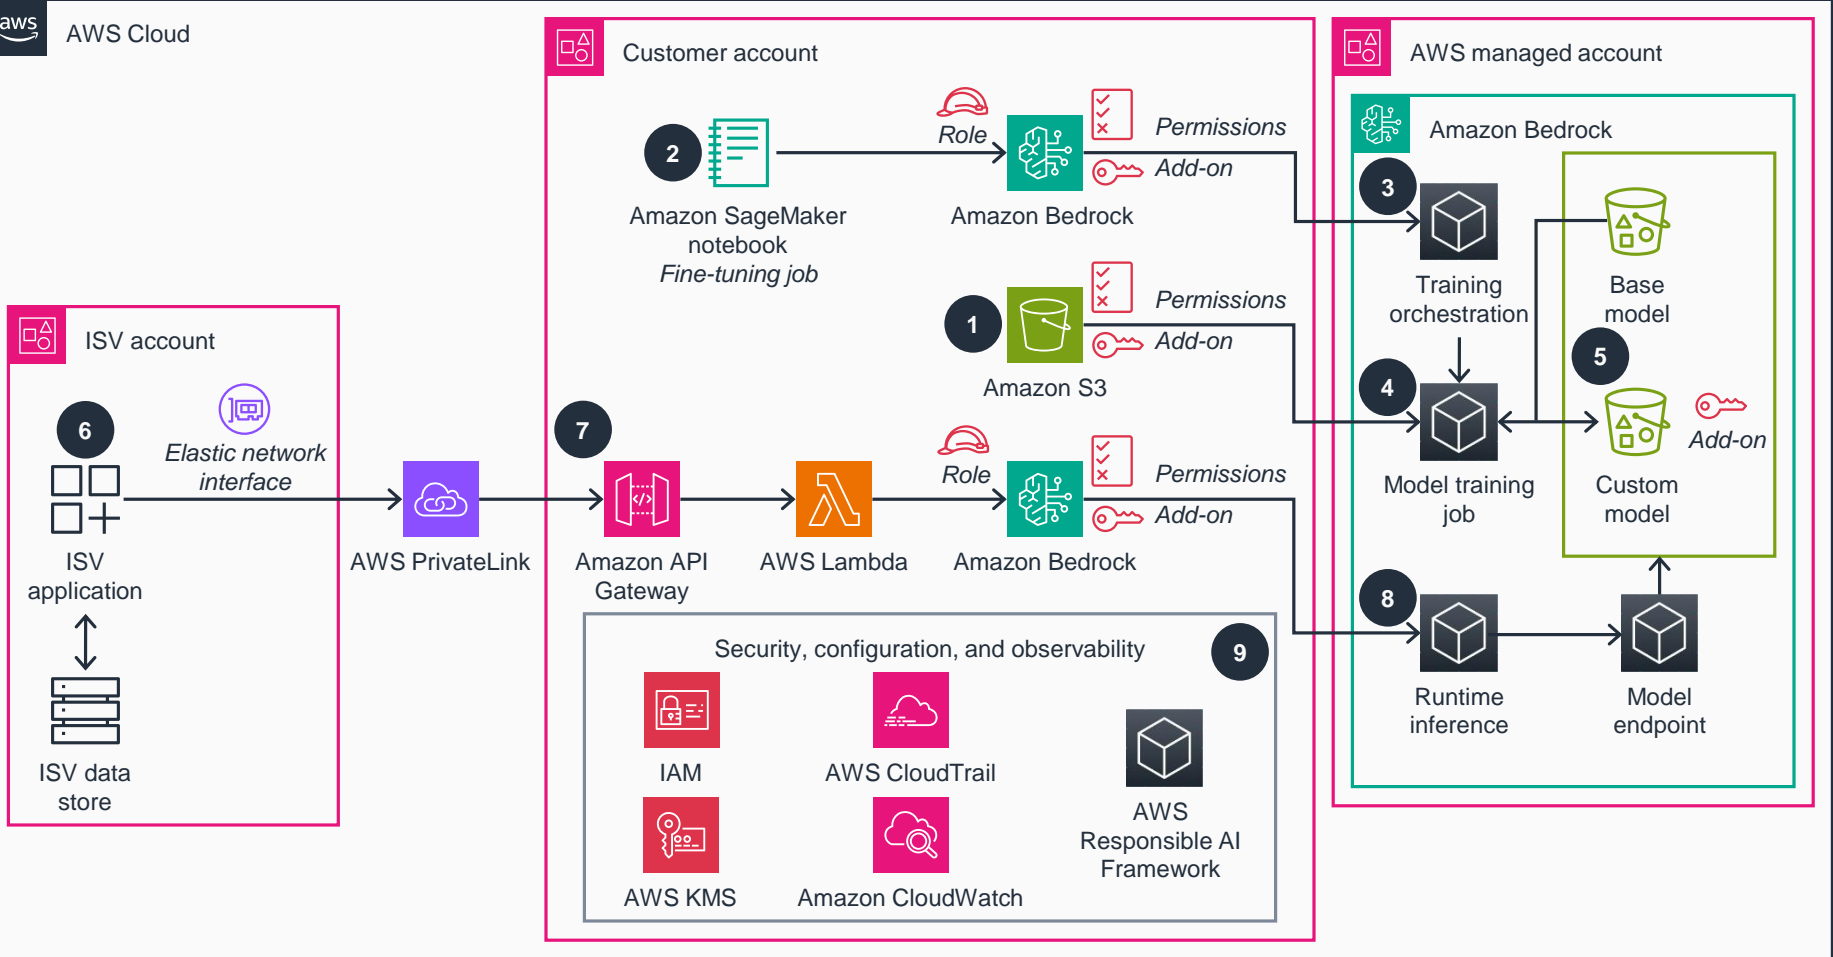 aws
AWS Cloud
Customer account
AWS managed account
Role
Permissions
Add-on
Amazon Bedrock
2
3
Amazon SageMaker
notebook
Fine-tuning job
Amazon Bedrock
Training
orchestration
Base
model
Permissions
1
Add-on
Amazon S3
ISV account
4
5
6
Elastic network
interface
7
Role
Permissions
Add-on
Add-on
Model training
job
Custom
model
ISV
application
AWS PrivateLink
Amazon API
Gateway
AWS Lambda
Amazon Bedrock
8
Security, configuration, and observability
9
Runtime
inference
Model
endpoint
ISV data
store
IAM
AWS CloudTrail
AWS
Responsible AI
Framework
AWS KMS
Amazon CloudWatch